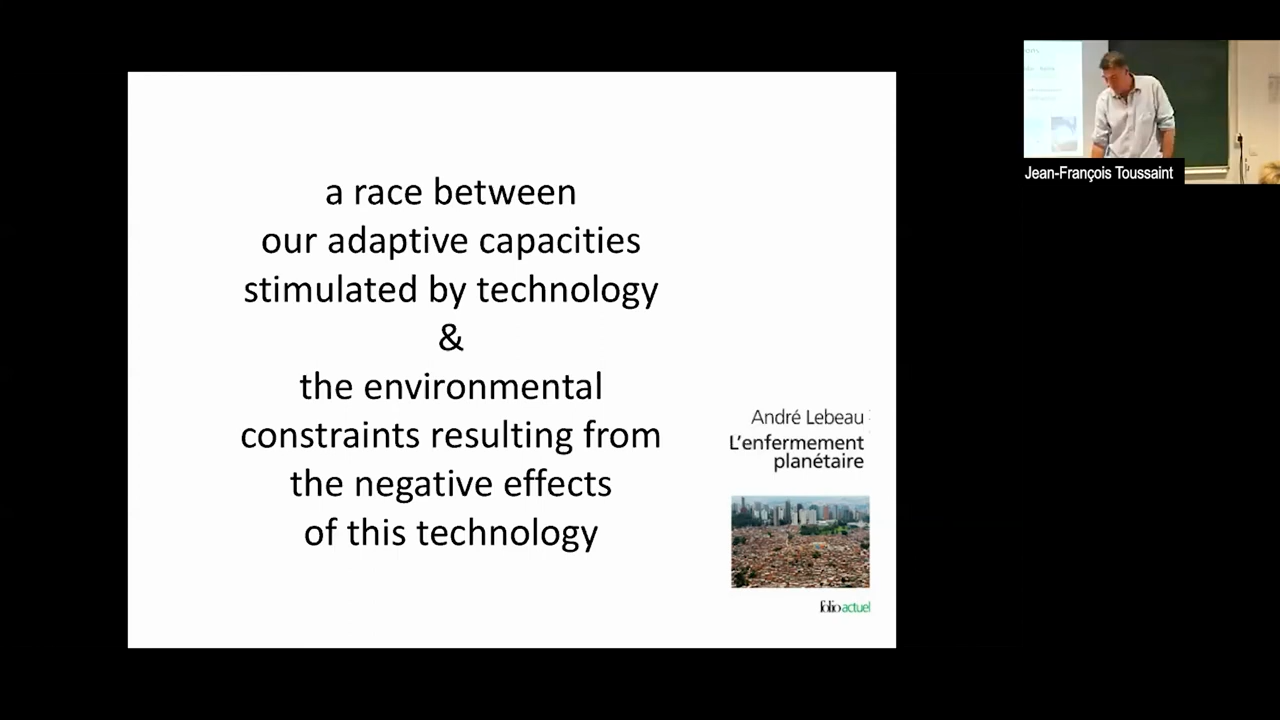 a race between
our adaptive capacities
stimulated by technology
&
the environmental
constraints resulting from
the negative effects
of this technology
André Lebeau
L'enfermement
planétaire
folio actuel
Jean-François Toussaint